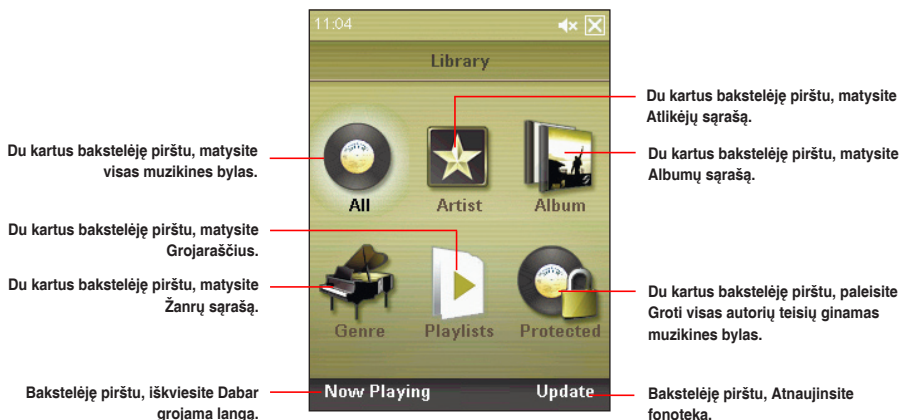 11:04
Library
Du kartus bakstelėję pirštu, matysite
Atlikėjų sąrašą.
Du kartus bakstelėję pirštu, matysite
visas muzikines bylas.
Du kartus bakstelėję pirštu, matysite
Albumų sąrašą.
All
Artist
Album
Du kartus bakstelėję pirštu, matysite
Grojaraščius.
Du kartus bakstelėję pirštu, matysite
Žanrų sąrašą.
Du kartus bakstelėję pirštu, paleisite
Groti visas autorių teisių ginamas
muzikines bylas.
Genre
Playlists
Protected
Now Playing
Update
Bakstelėję pirštu, iškviesite Dabar
grojama langą.
Bakstelėję pirštu, Atnaujinsite
fonoteką.